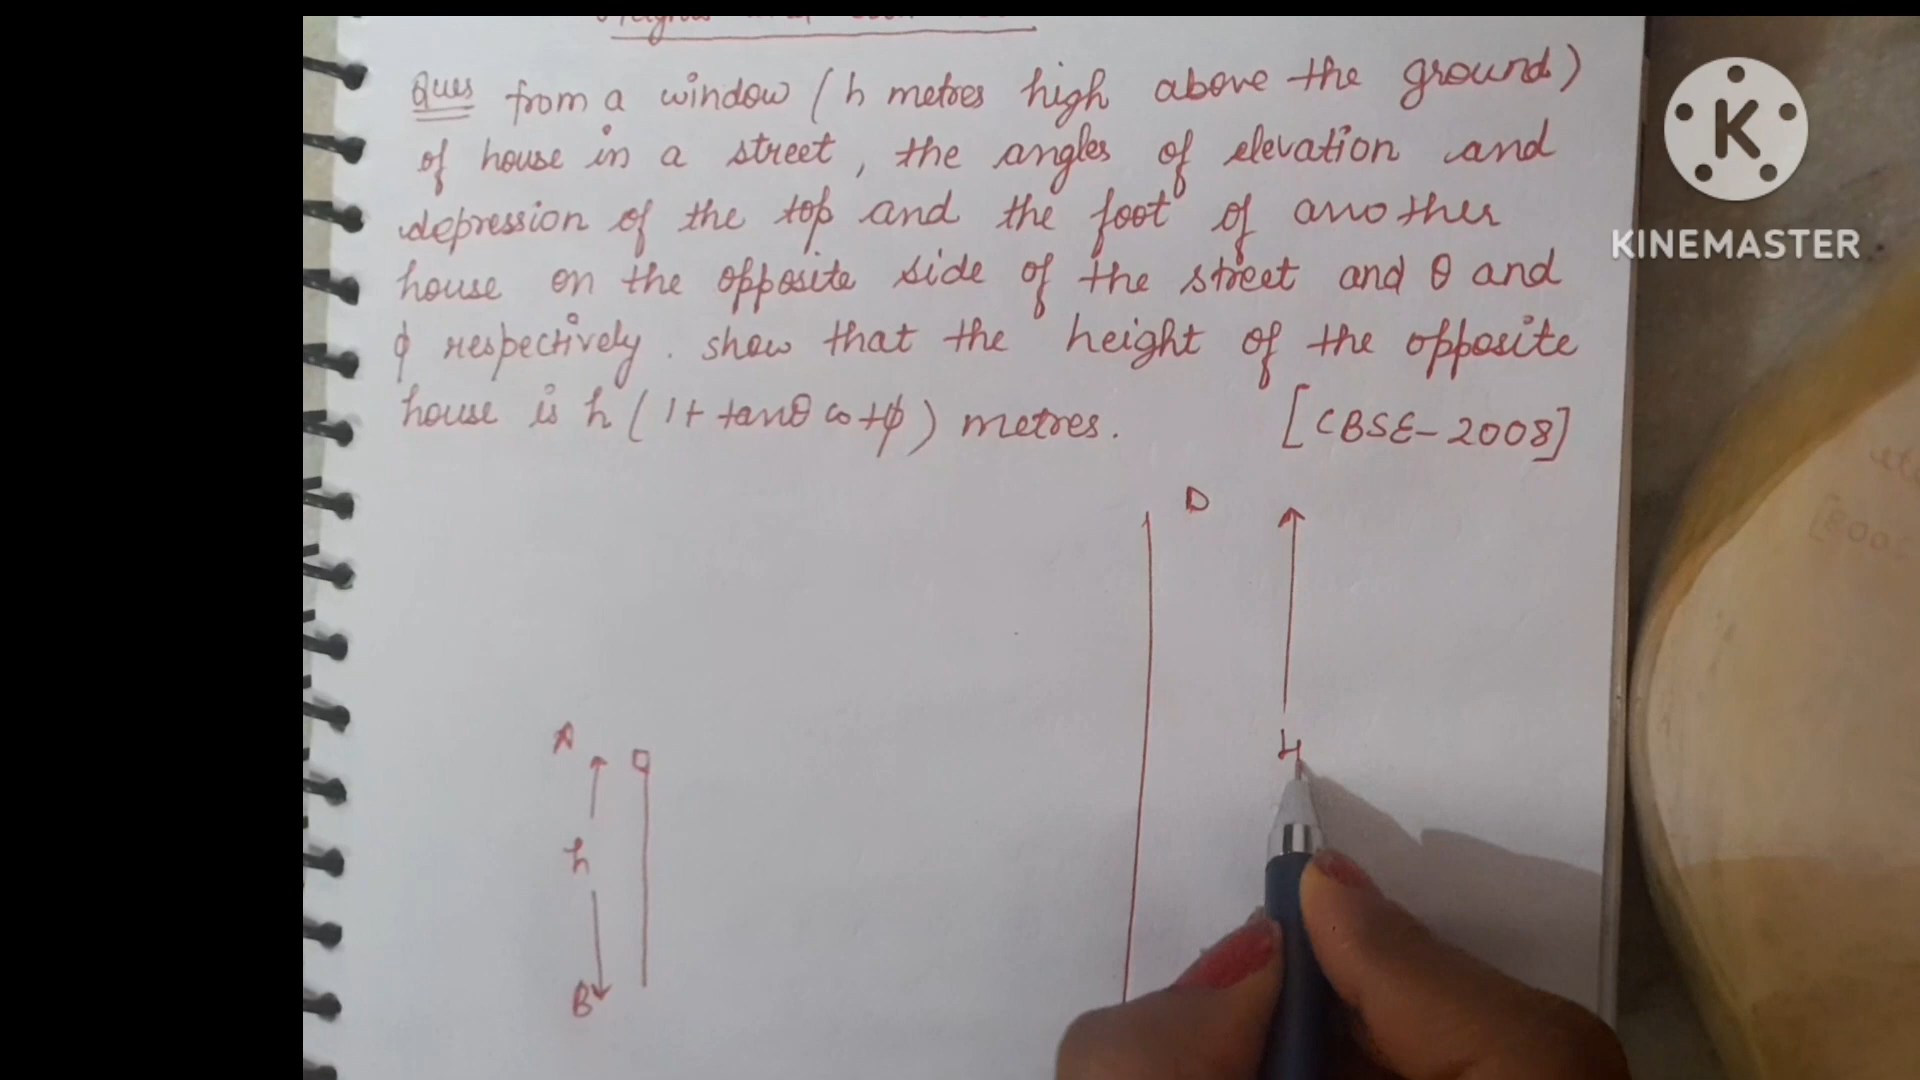 Ques from a window (h metres high above the ground)
of house in a street, the angles of elevation and
depression of the top and the foot of another
house on the opposite side of the street and θ and
ϕ respectively. show that the height of the opposite
house is h (1+ tanθ cotϕ) metres. [CBSE-2008]
D
H
A
h
B
K
KINEMASTER